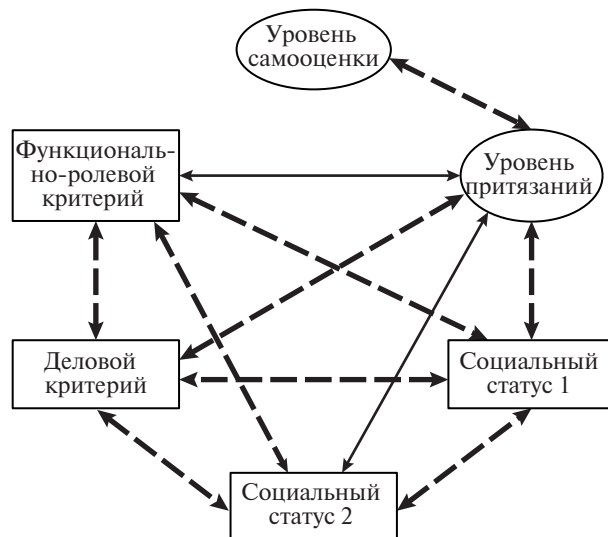 Уровень
самооценки
Функциональ-
но-ролевой
критерий
Уровень
притязаний
Деловой
критерий
Социальный
статус 1
Социальный
статус 2